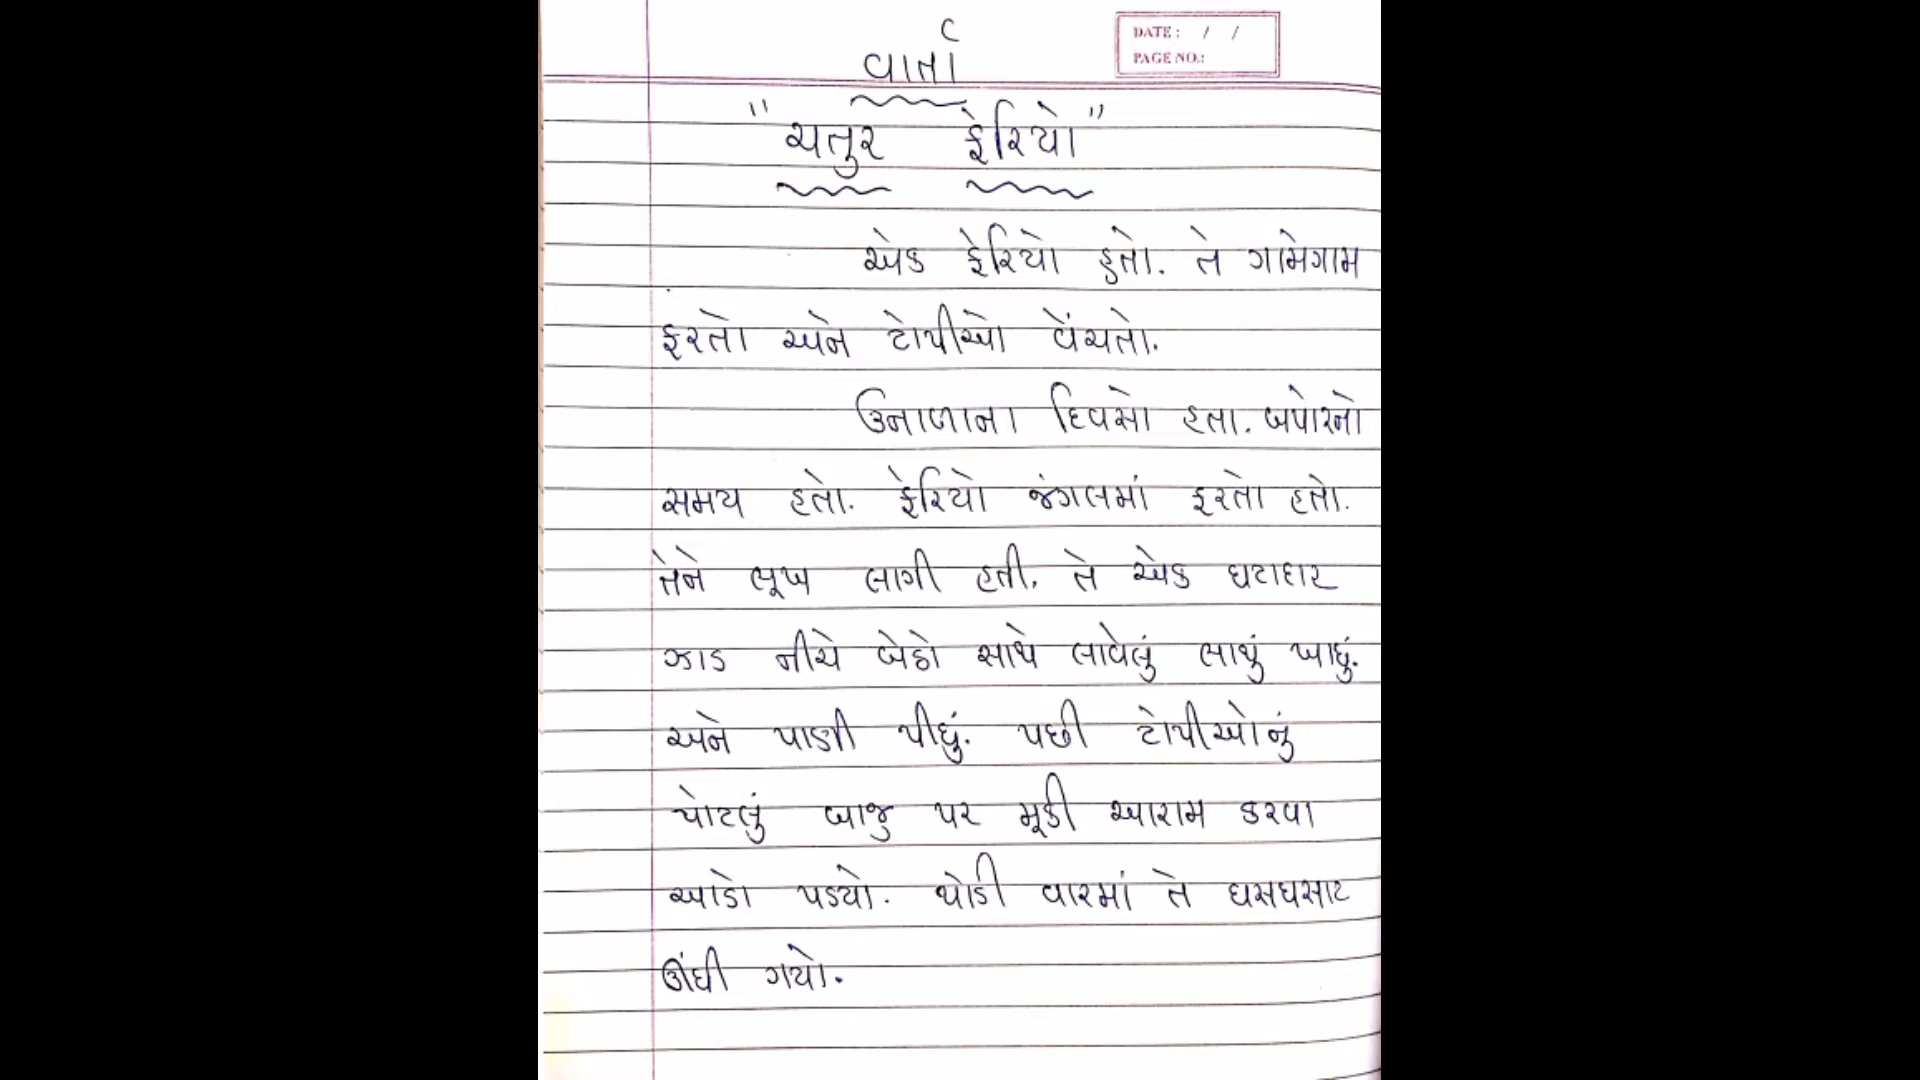 DATE: / /
PAGE NO.:
વાર્તા
"ચતુર ફેરિયો"
એક ફેરિયો હતો. તે ગામેગામ
ફરતો અને ટોપીઓ વેંચતો.
ઉનાળાના દિવસો હતા. બપોરનો
સમય હતો. ફેરિયો જંગલમાં ફરતો હતો.
તેને ભૂખ લાગી હતી. તે એક ઘટાદાર
ઝાડ નીચે બેઠો સાથે લાવેલું ભાથું ખાધું.
અને પાણી પીધું. પછી ટોપીઓનું
પોટલું બાજુ પર મૂકી આરામ કરવા
આડો પડયો. થોડી વારમાં તે ઘસઘસાટ
ઊંઘી ગયો.